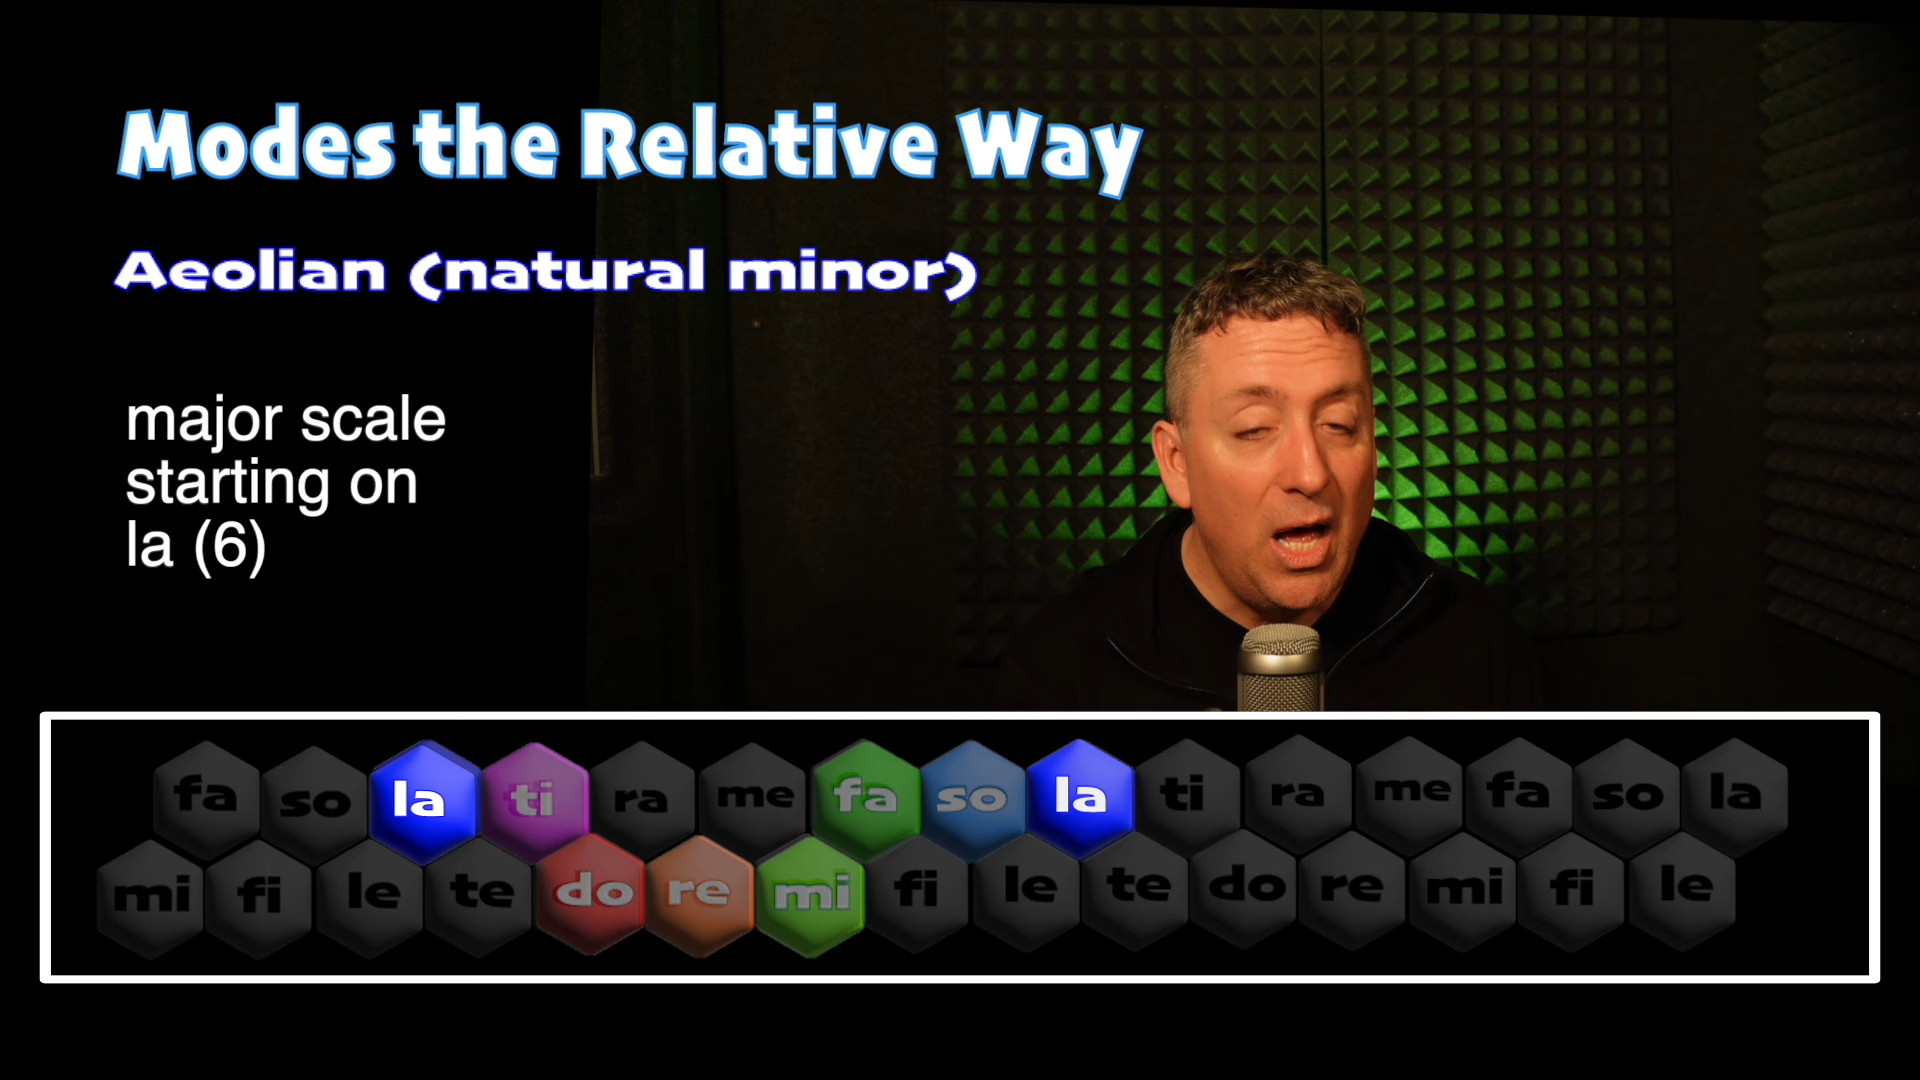 Modes the Relative Way
Aeolian (natural minor)
major scale
starting on
la (6)
fa so la ti ra me fa so la ti ra me fa so la
mi fi le te do re mi fi le te do re mi fi le